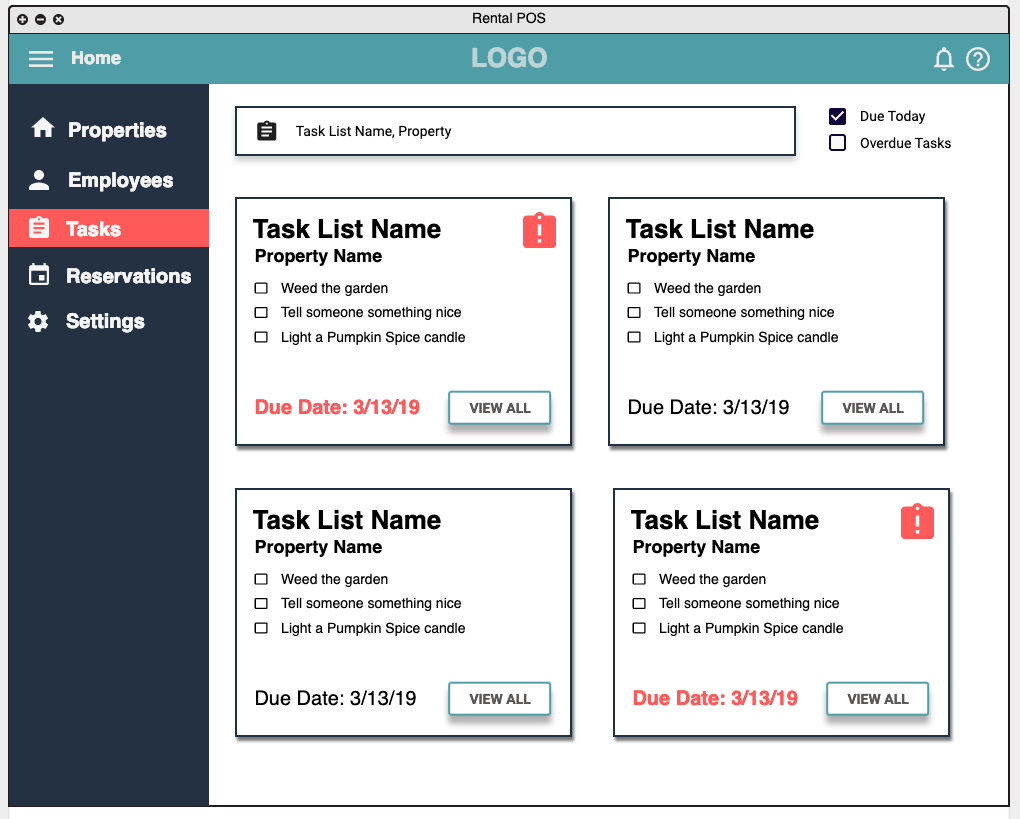 Rental POS
Home
LOGO
Properties
Employees
Tasks
Reservations
Settings
Task List Name, Property
Due Today
Overdue Tasks
Task List Name
Property Name
Weed the garden
Tell someone something nice
Light a Pumpkin Spice candle
Due Date: 3/13/19
VIEW ALL
Task List Name
Property Name
Weed the garden
Tell someone something nice
Light a Pumpkin Spice candle
Due Date: 3/13/19
VIEW ALL
Task List Name
Property Name
Weed the garden
Tell someone something nice
Light a Pumpkin Spice candle
Due Date: 3/13/19
VIEW ALL
Task List Name
Property Name
Weed the garden
Tell someone something nice
Light a Pumpkin Spice candle
Due Date: 3/13/19
VIEW ALL